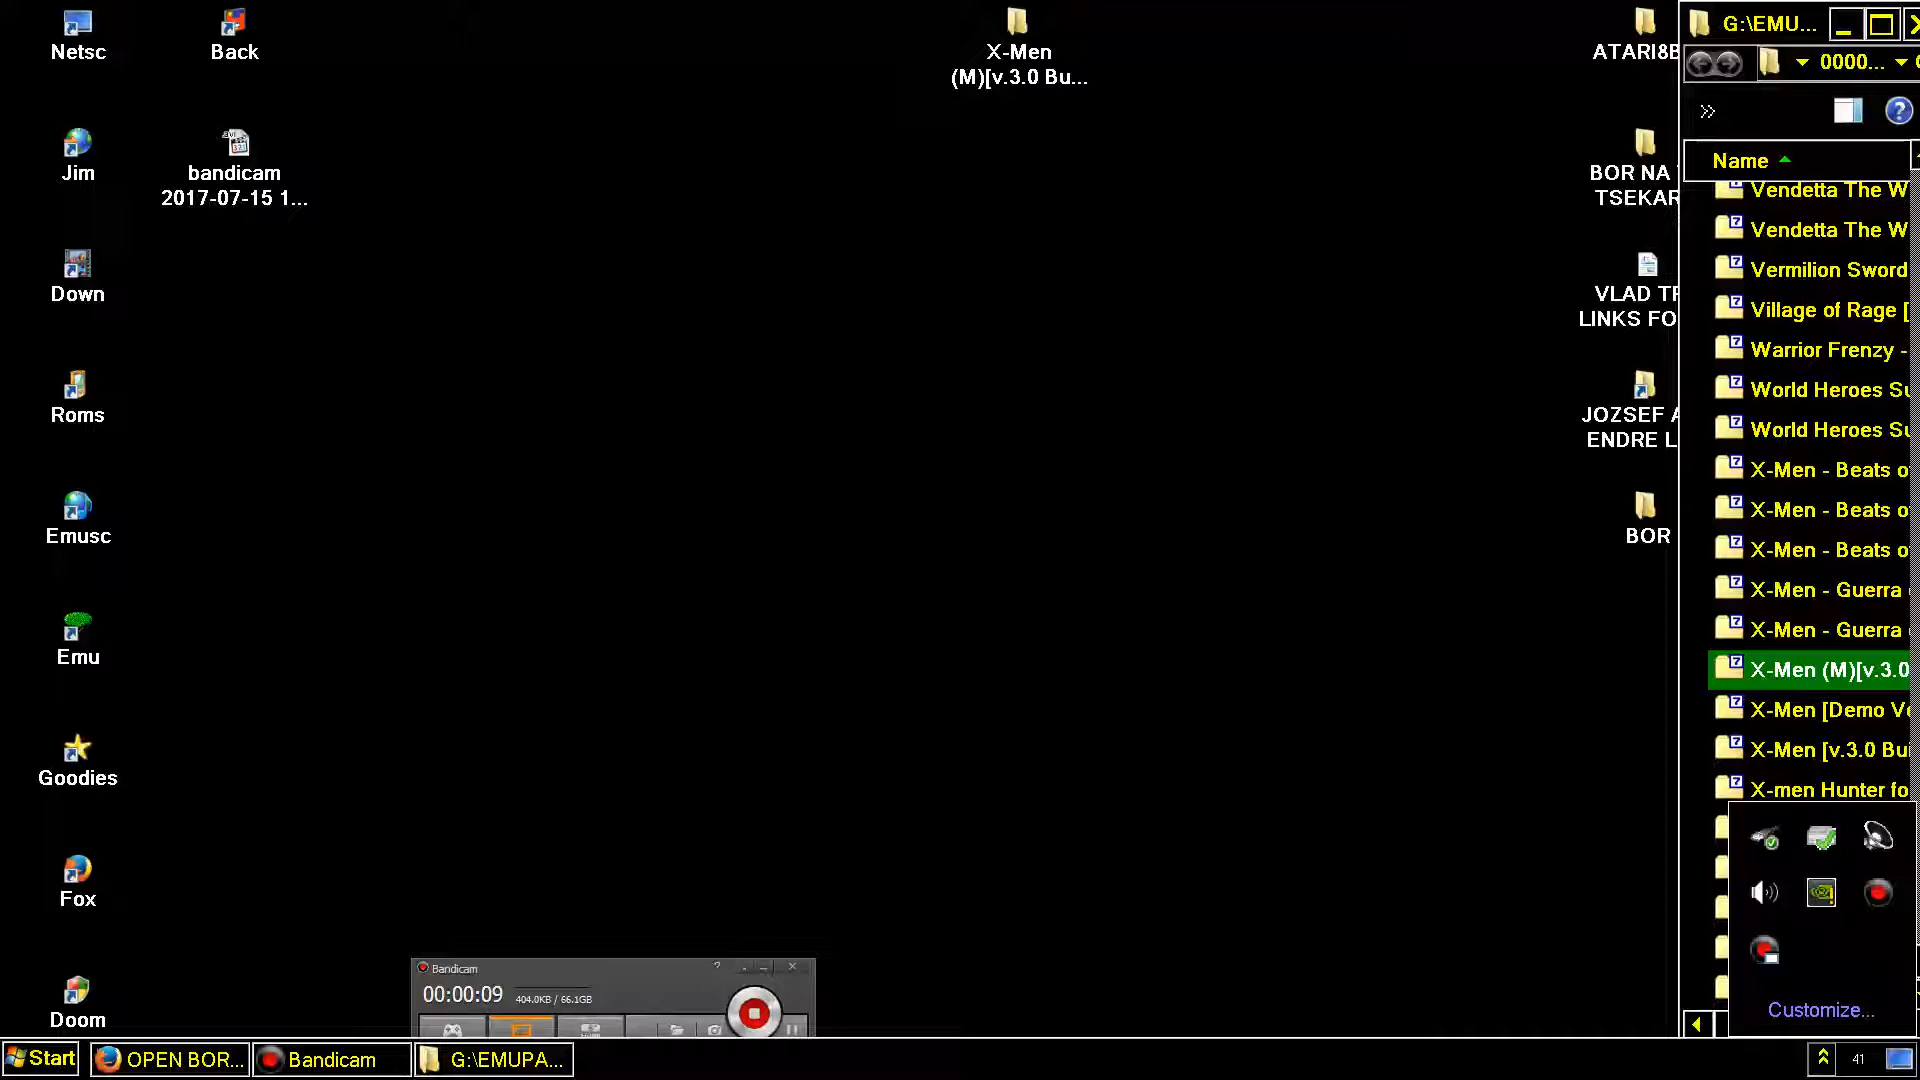 Netsc
Back
Jim
bandicam
2017-07-15 1...
Down
Roms
Emusc
Emu
Goodies
Fox
Doom
X-Men
(M)[v.3.0 Bu...
ATARI8B
BOR NA
TSEKAR
VLAD TR
LINKS FO
JOZSEF A
ENDRE L
BOR
G:\EMU...
0000...
Name
Vendetta The W
Vendetta The W
Vermilion Sword
Village of Rage [
Warrior Frenzy -
World Heroes Su
World Heroes Su
X-Men - Beats o
X-Men - Beats o
X-Men - Beats o
X-Men - Guerra
X-Men - Guerra
X-Men (M)[v.3.0
X-Men [Demo Ve
X-Men [v.3.0 Bui
X-men Hunter fo
Customize...
Bandicam
00:00:09 404.0KB / 66.1GB
Start
OPEN BOR...
Bandicam
G:\EMUPA...
41